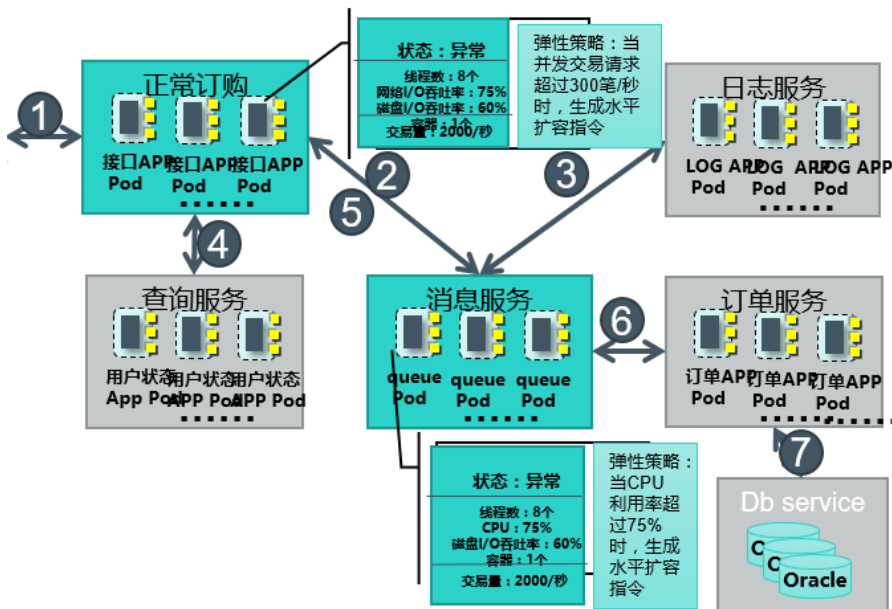 状态：异常
线程数：8个
网络I/O吞吐率：75%
磁盘I/O吞吐率：60%
容器：1个
交易量：2000/秒
弹性策略：当
并发交易请求
超过300笔/秒
时，生成水平
扩容指令
正常订购
接口APP
Pod
接口APP
Pod
接口APP
Pod
......
日志服务
LOG APP
Pod
LOG APP
Pod
LOG APP
Pod
......
1
2
3
5
4
查询服务
用户状态
App Pod
用户状态
APP Pod
用户状态
APP Pod
......
消息服务
queue
Pod
queue
Pod
queue
Pod
......
6
订单服务
订单APP
Pod
订单APP
Pod
订单APP
Pod
......
......
7
状态：异常
线程数：8个
CPU：75%
磁盘I/O吞吐率：60%
容器：1个
交易量：2000/秒
弹性策略：
当CPU
利用率超
过75%
时，生成
水平扩容
指令
Db service
Oracle